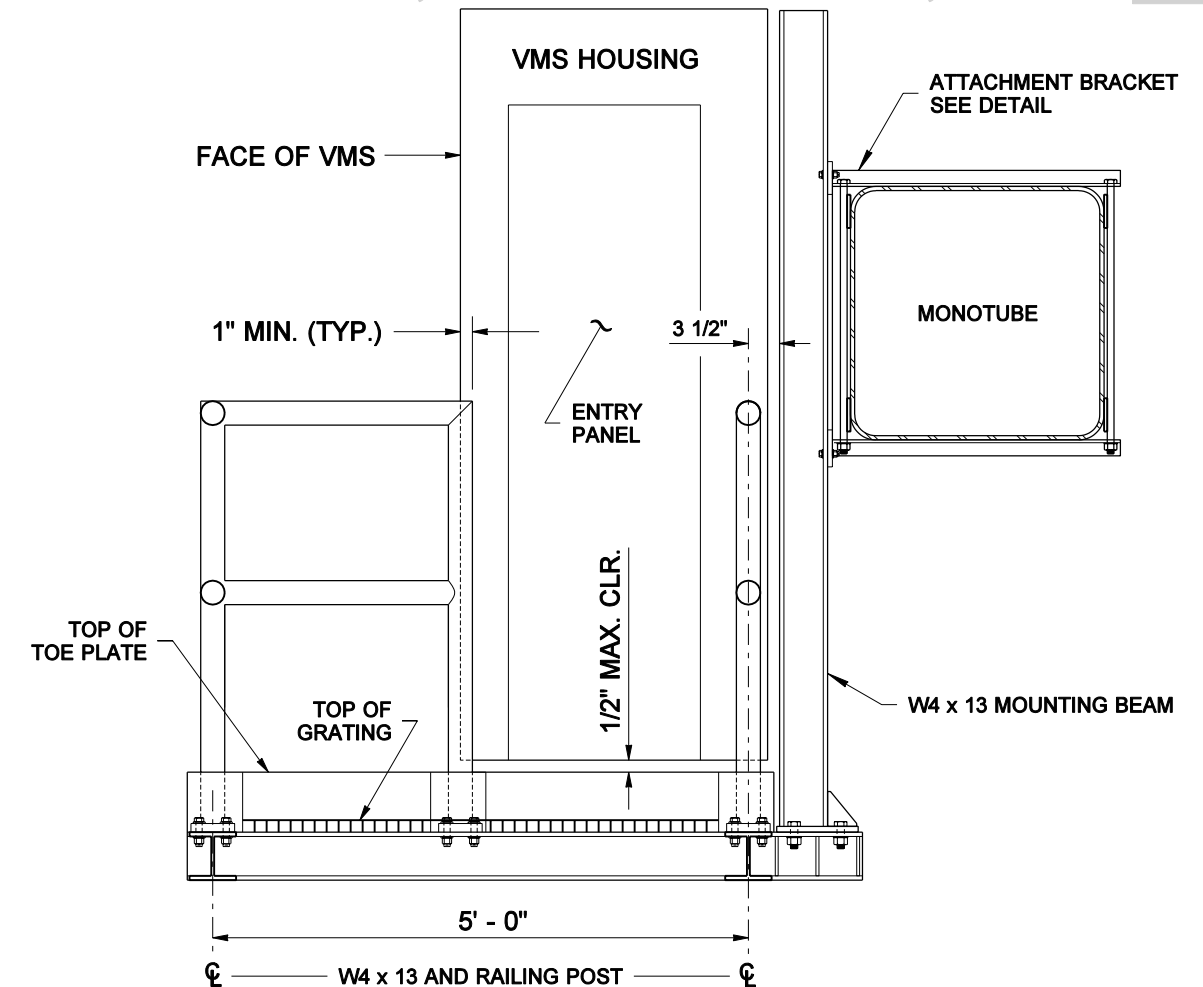 VMS HOUSING
ATTACHMENT BRACKET
SEE DETAIL
FACE OF VMS
MONOTUBE
1" MIN. (TYP.)
3 1/2"
ENTRY
PANEL
1/2" MAX. CLR.
TOP OF
TOE PLATE
TOP OF
GRATING
W4 x 13 MOUNTING BEAM
5' - 0"
℄ W4 x 13 AND RAILING POST ℄